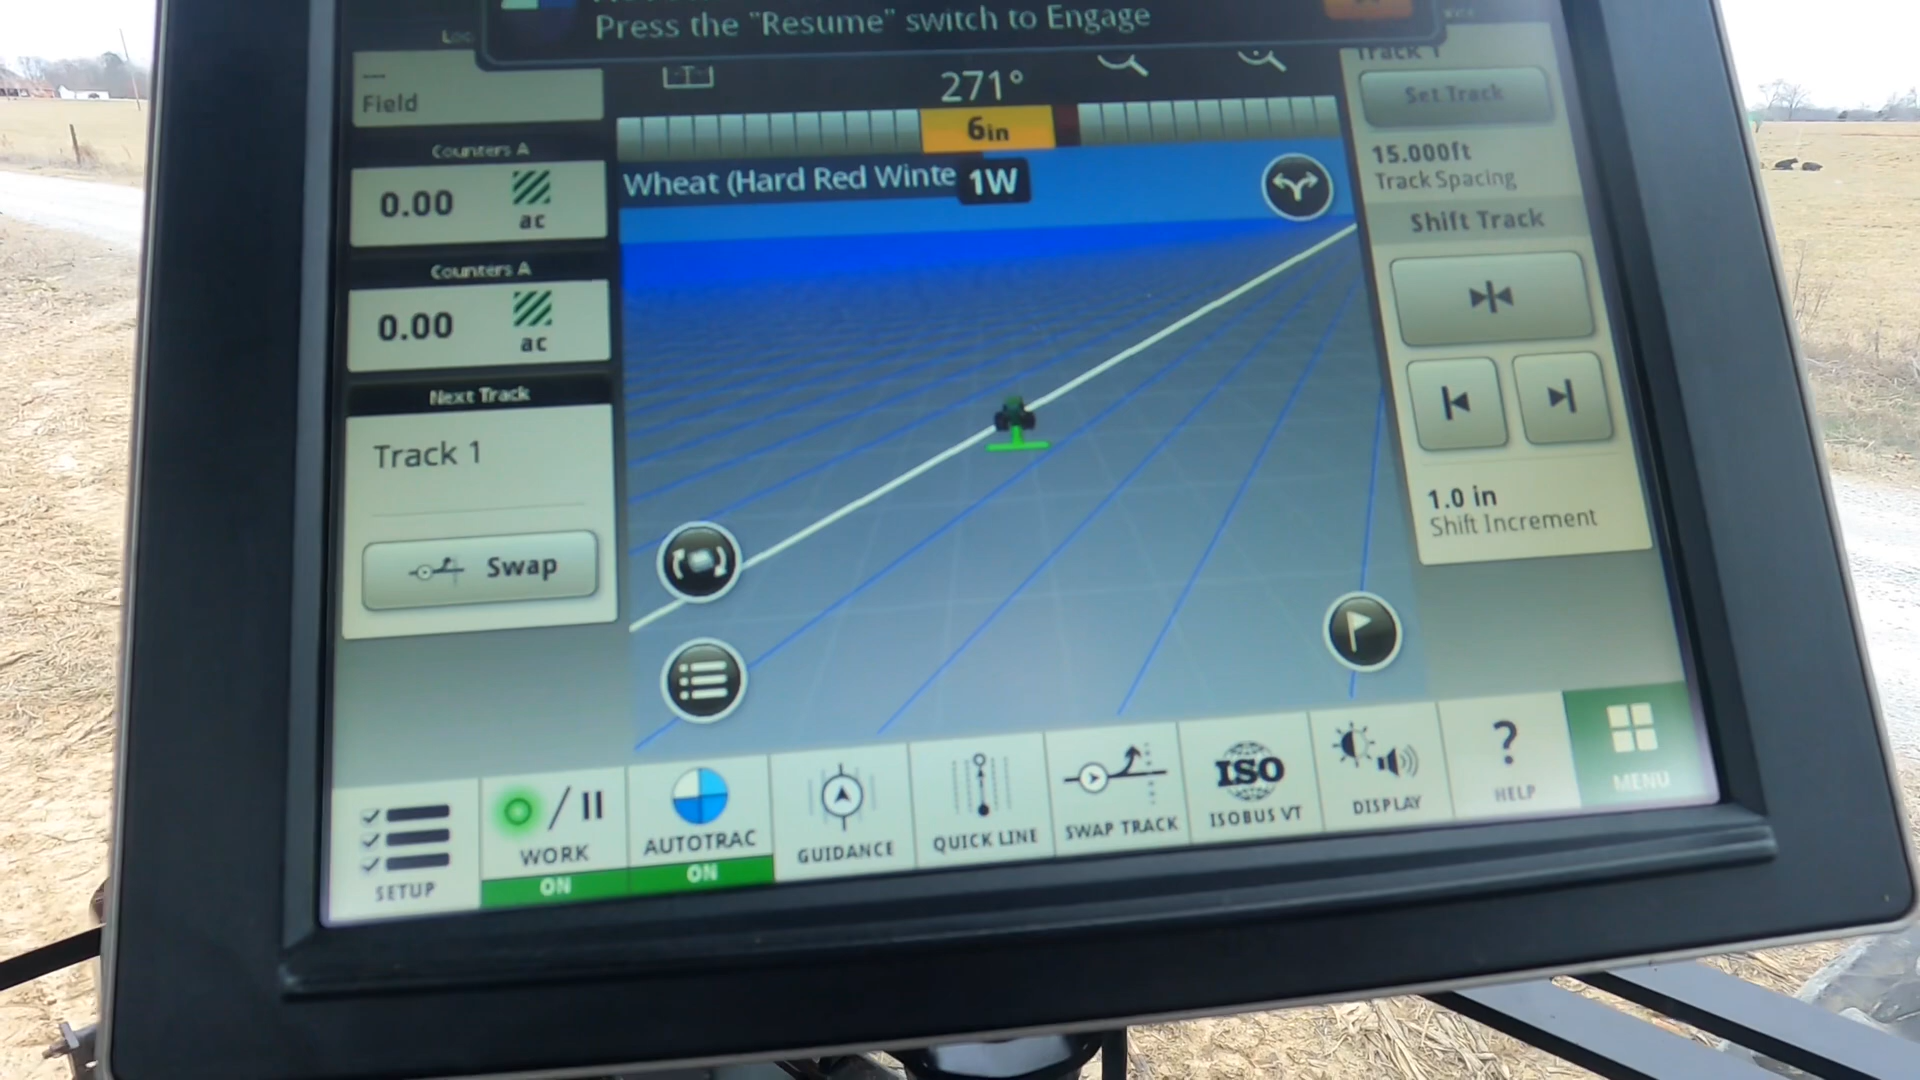 Press the "Resume" switch to Engage
---
Field
Counters A
0.00
ac
Counters A
0.00
ac
Next Track
Track 1
Swap
271°
6in
Wheat (Hard Red Winte
1W
Track 1
Set Track
15.000ft
Track Spacing
Shift Track
1.0 in
Shift Increment
SETUP
WORK
ON
AUTOTRAC
ON
GUIDANCE
QUICK LINE
SWAP TRACK
ISO
ISOBUS VT
DISPLAY
?
HELP
MENU